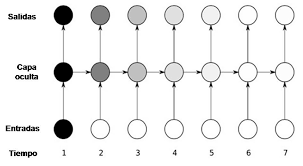 Salidas
Capa
oculta
Entradas
Tiempo 1 2 3 4 5 6 7